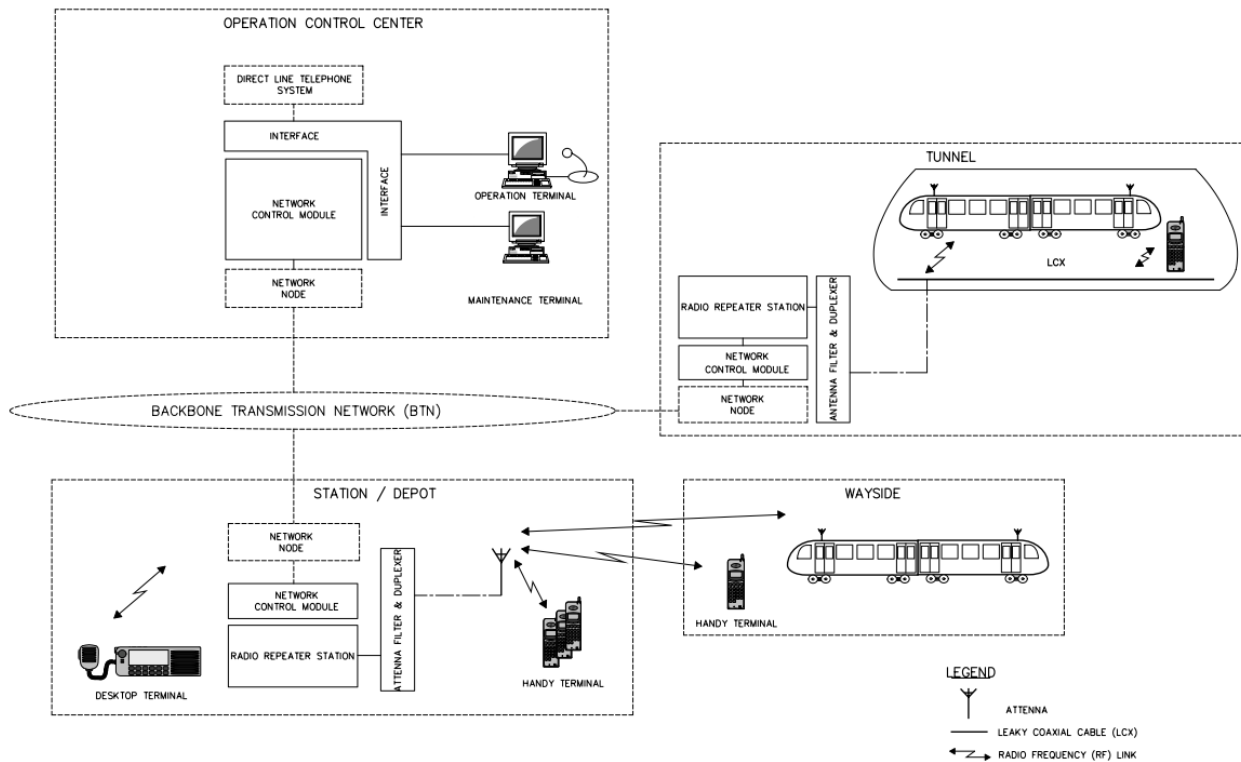 OPERATION CONTROL CENTER
DIRECT LINE TELEPHONE
SYSTEM
INTERFACE
INTERFACE
NETWORK
CONTROL MODULE
NETWORK
NODE
OPERATION TERMINAL
MAINTENANCE TERMINAL
TUNNEL
LCX
RADIO REPEATER STATION
NETWORK
CONTROL MODULE
NETWORK
NODE
ANTENNA FILTER & DUPLEXER
BACKBONE TRANSMISSION NETWORK (BTN)
STATION / DEPOT
NETWORK
NODE
NETWORK
CONTROL MODULE
RADIO REPEATER STATION
ATTENNA FILTER & DUPLEXER
DESKTOP TERMINAL
HANDY TERMINAL
WAYSIDE
HANDY TERMINAL
LEGEND
ATTENNA
LEAKY COAXIAL CABLE (LCX)
RADIO FREQUENCY (RF) LINK